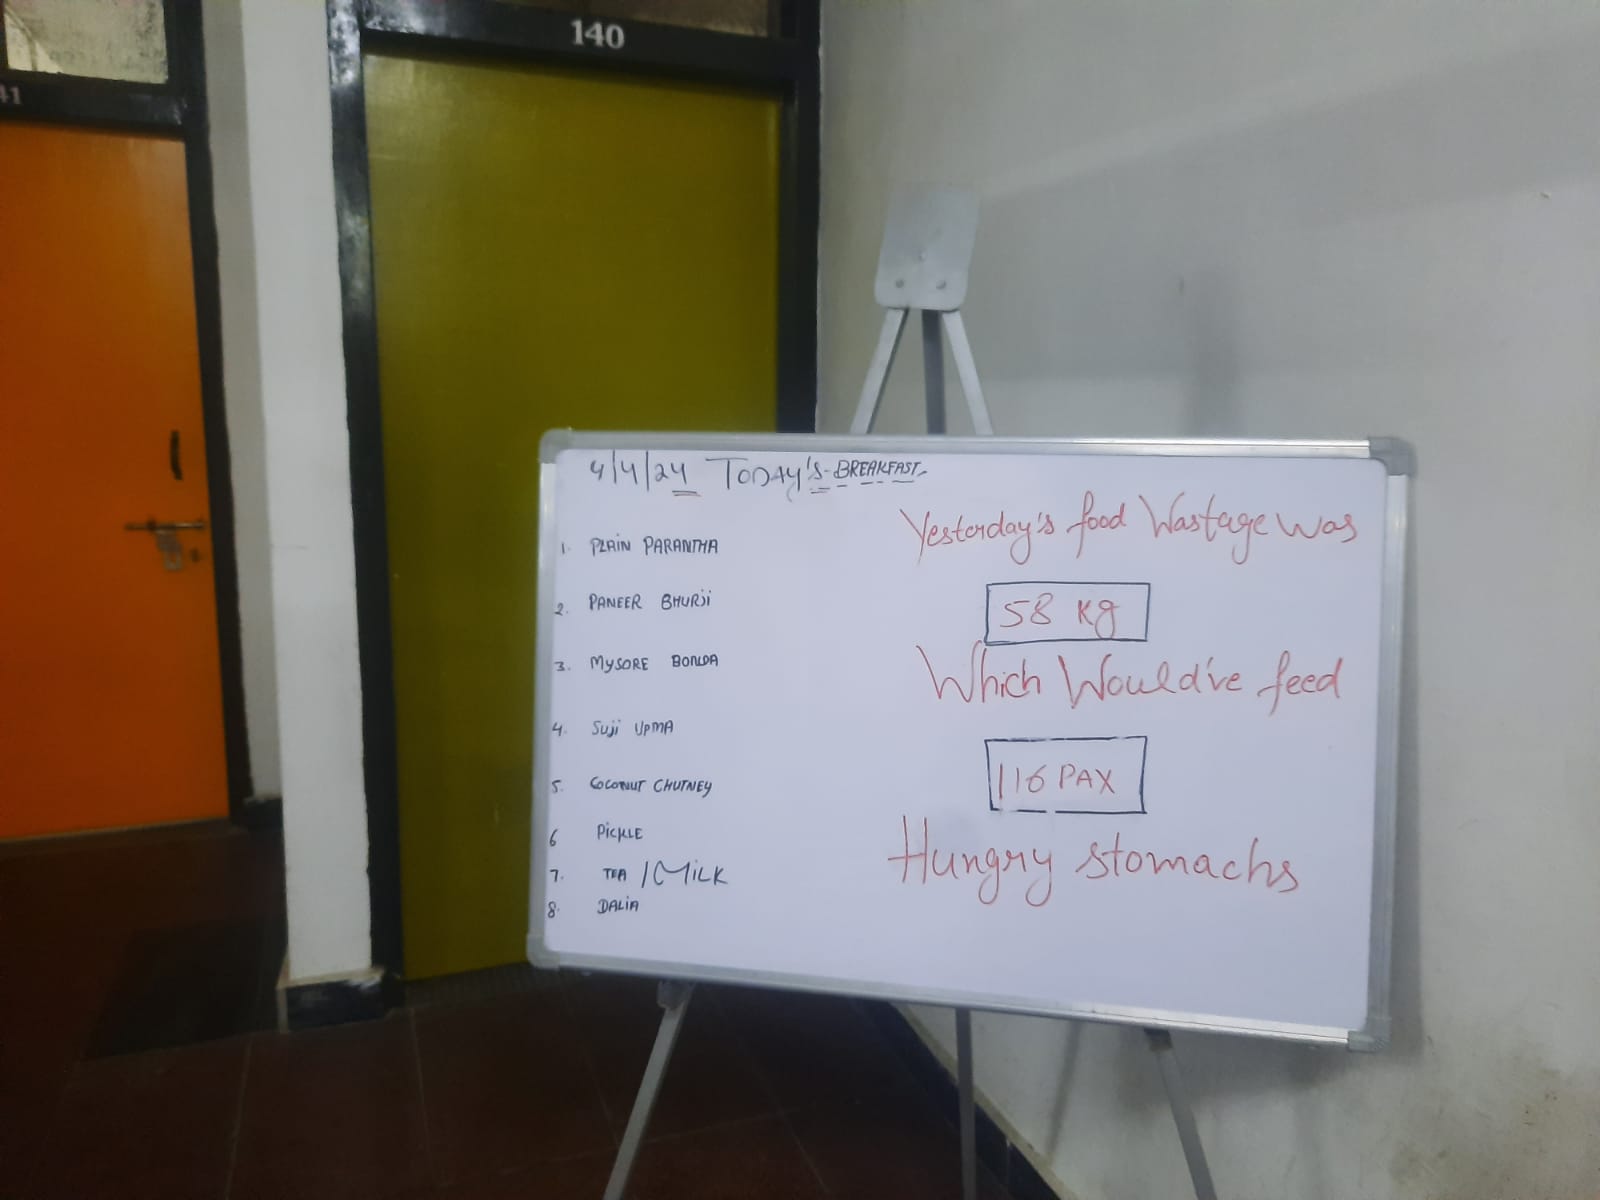 140
41
4/4/24 TODAY'S BREAKFAST
1. PLAIN PARANTHA
2. PANEER BHURJi
3. MYSORE BONDA
4. SUJi UPMA
5. COCONUT CHUTNEY
6 PiCKLE
7. TEA / MiLK
8. DALiA
Yesterday's food Wastage Was
58 Kg
Which Would've feed
116 PAX
Hungry stomachs